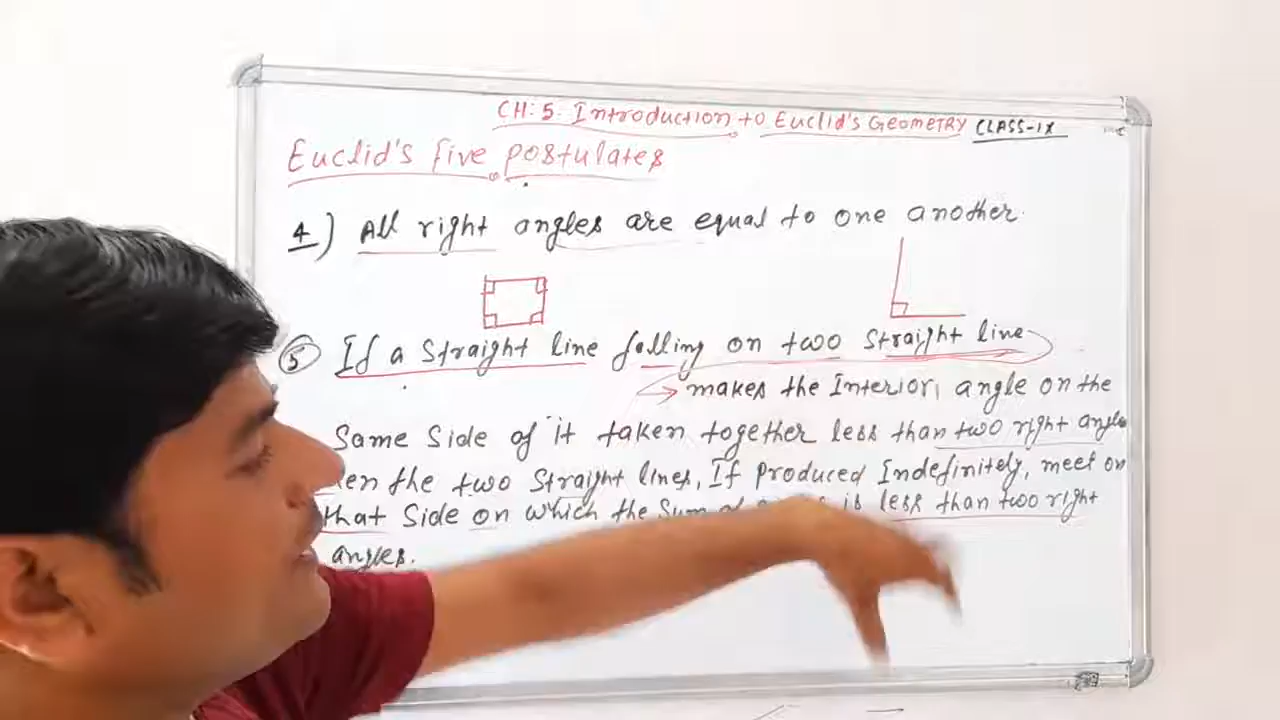 CH:5. Introduction to Euclid's GEOMETRY CLASS-IX
Euclid's five postulates
4) All right angles are equal to one another.
5 If a straight line falling on two straight line
makes the Interior, angle on the
Same Side of it taken together less than two right angle
the two Straight lines, If produced Indefinitely, meet on
that Side on which the Sum of is less than two right
angles.